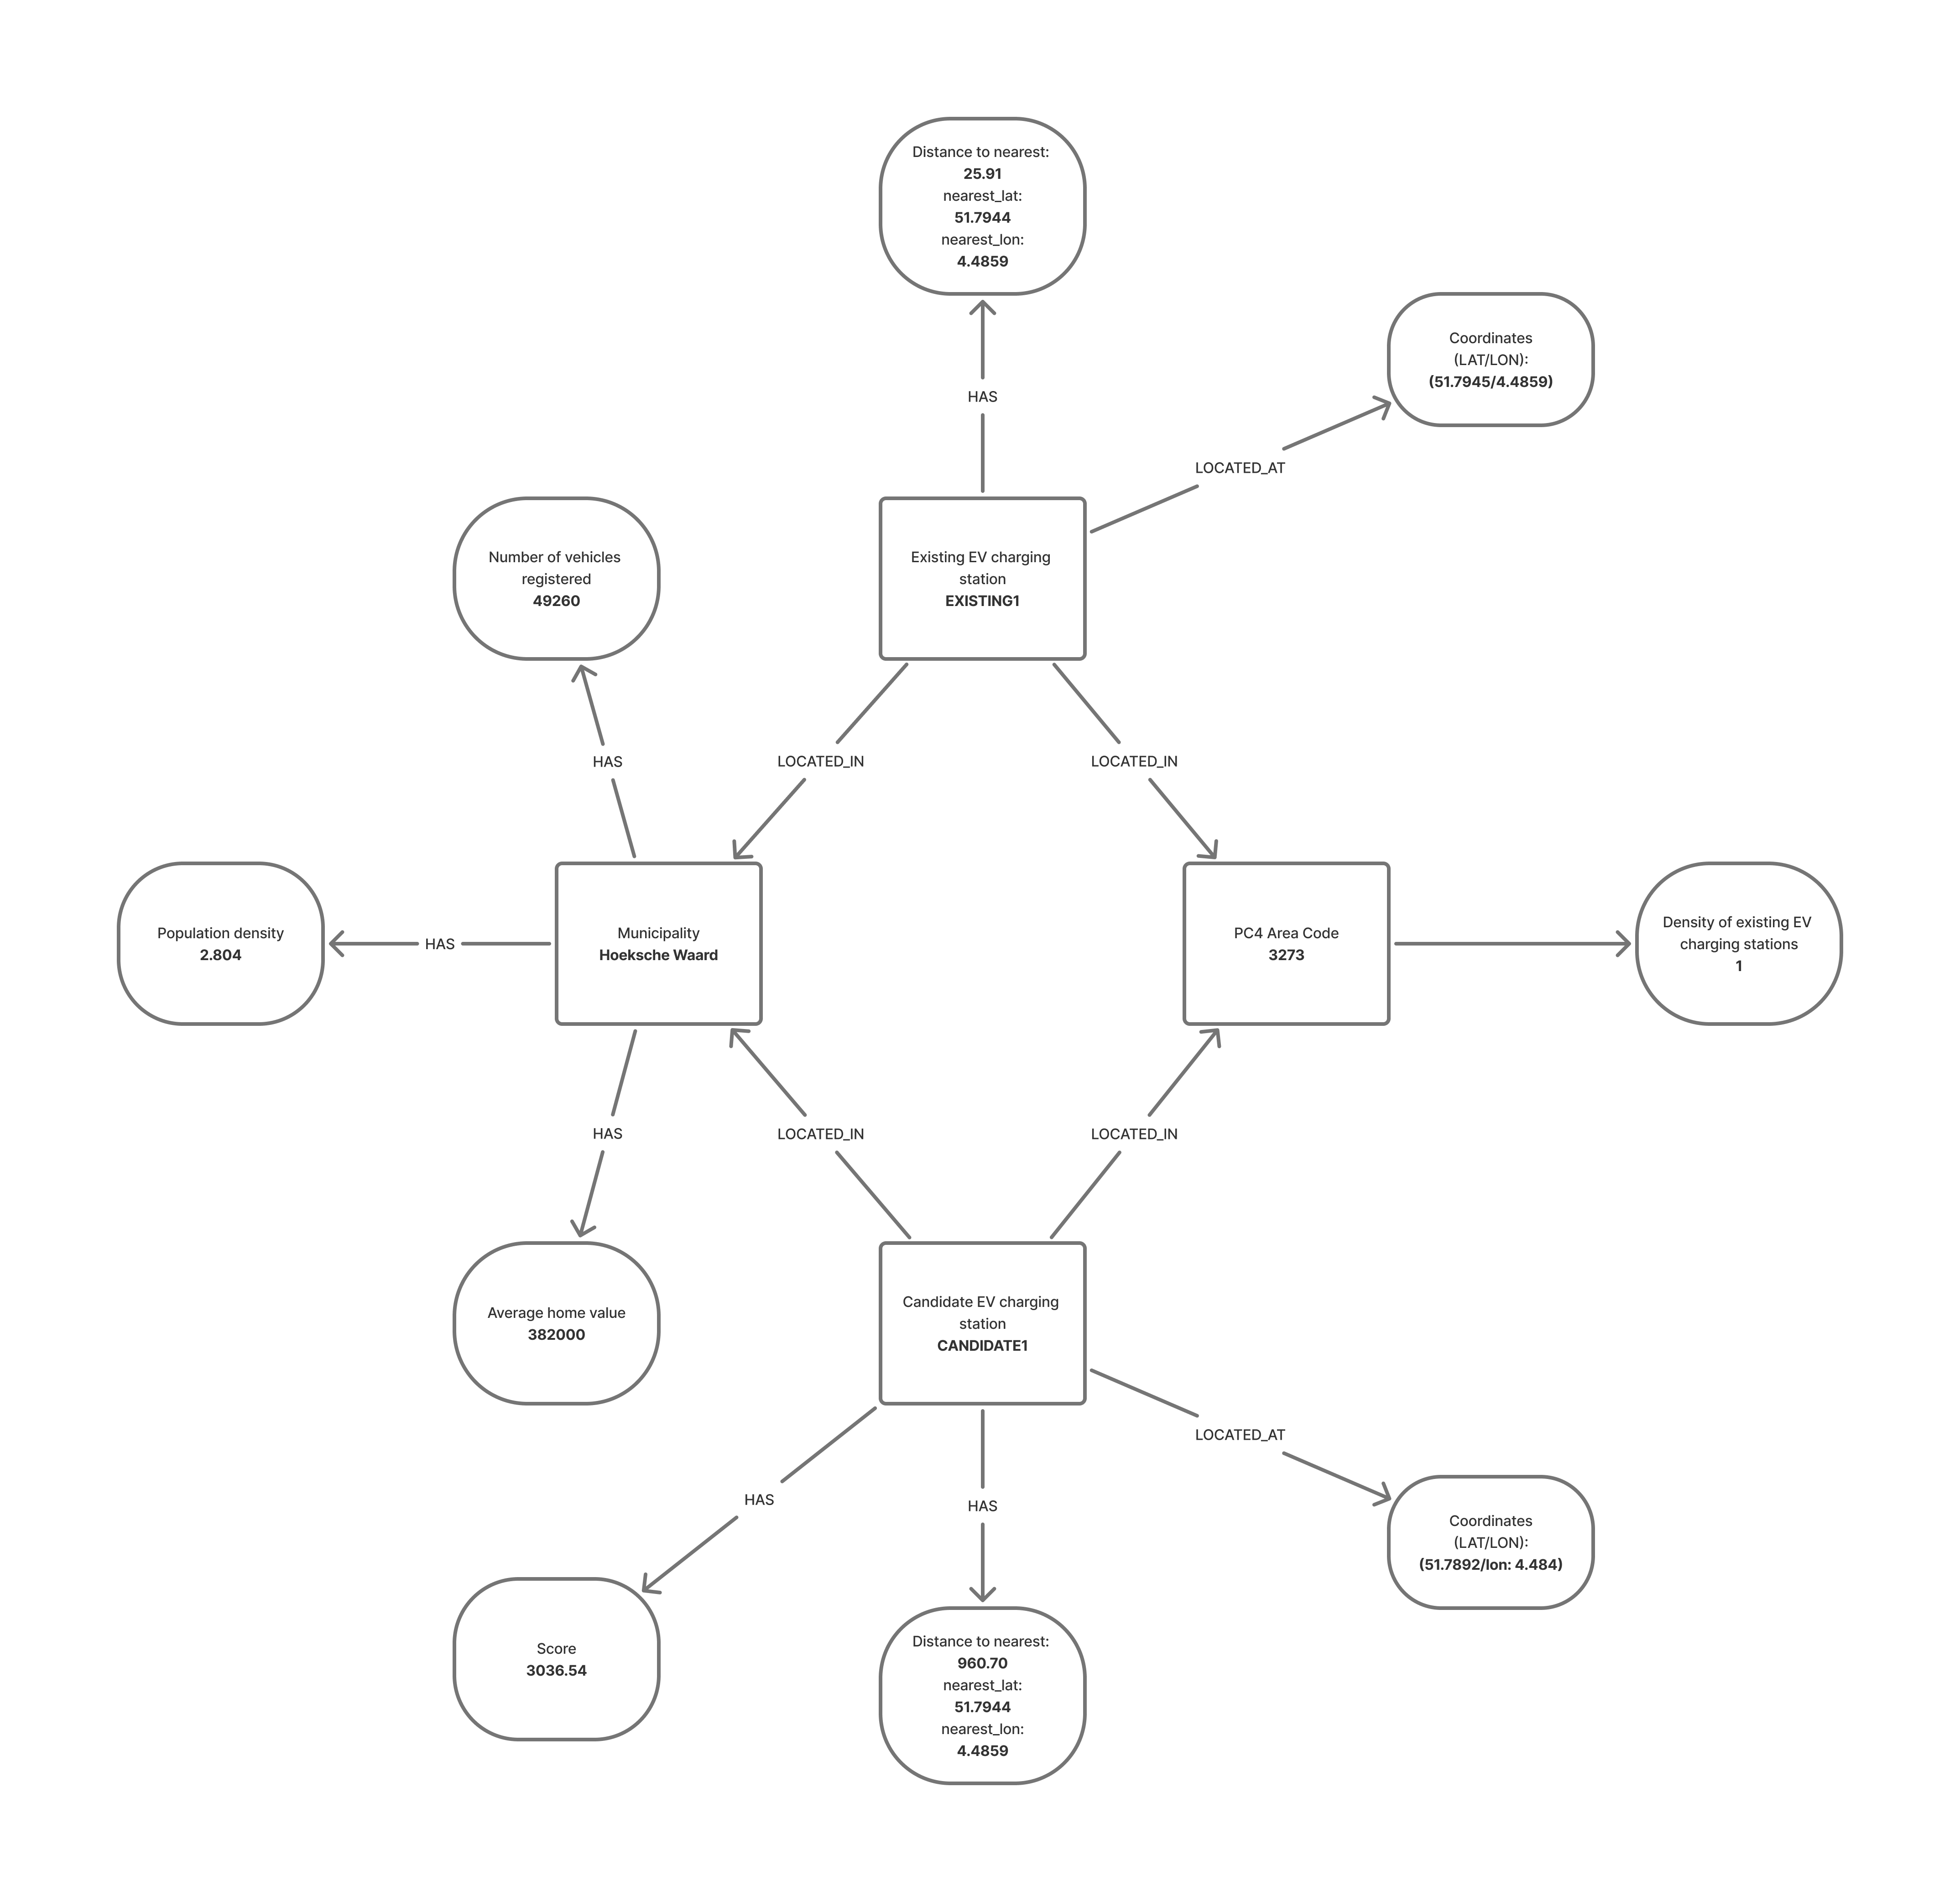 Distance to nearest:
25.91
nearest_lat:
51.7944
nearest_lon:
4.4859
Coordinates
(LAT/LON):
(51.7945/4.4859)
HAS
LOCATED_AT
Number of vehicles
registered
49260
Existing EV charging
station
EXISTING1
HAS
LOCATED_IN
LOCATED_IN
Population density
2.804
HAS
Municipality
Hoeksche Waard
PC4 Area Code
3273
Density of existing EV
charging stations
1
HAS
LOCATED_IN
LOCATED_IN
Average home value
382000
Candidate EV charging
station
CANDIDATE1
LOCATED_AT
HAS
HAS
Coordinates
(LAT/LON):
(51.7892/lon: 4.484)
Score
3036.54
Distance to nearest:
960.70
nearest_lat:
51.7944
nearest_lon:
4.4859